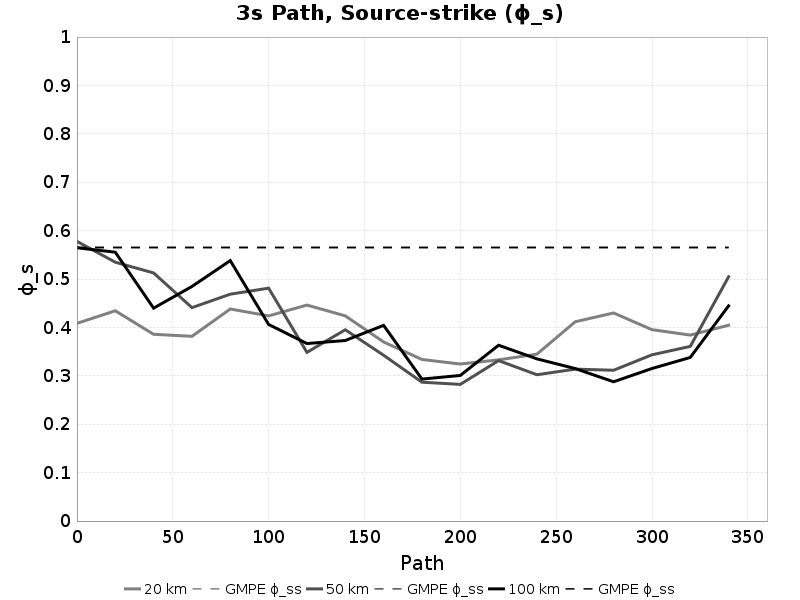 3s Path, Source-strike (ϕ_s)
1
0.9
0.8
0.7
0.6
0.5
0.4
0.3
0.2
0.1
0
ϕ_s
0 50 100 150 200 250 300 350
Path
20 km GMPE ϕ_ss 50 km GMPE ϕ_ss 100 km GMPE ϕ_ss